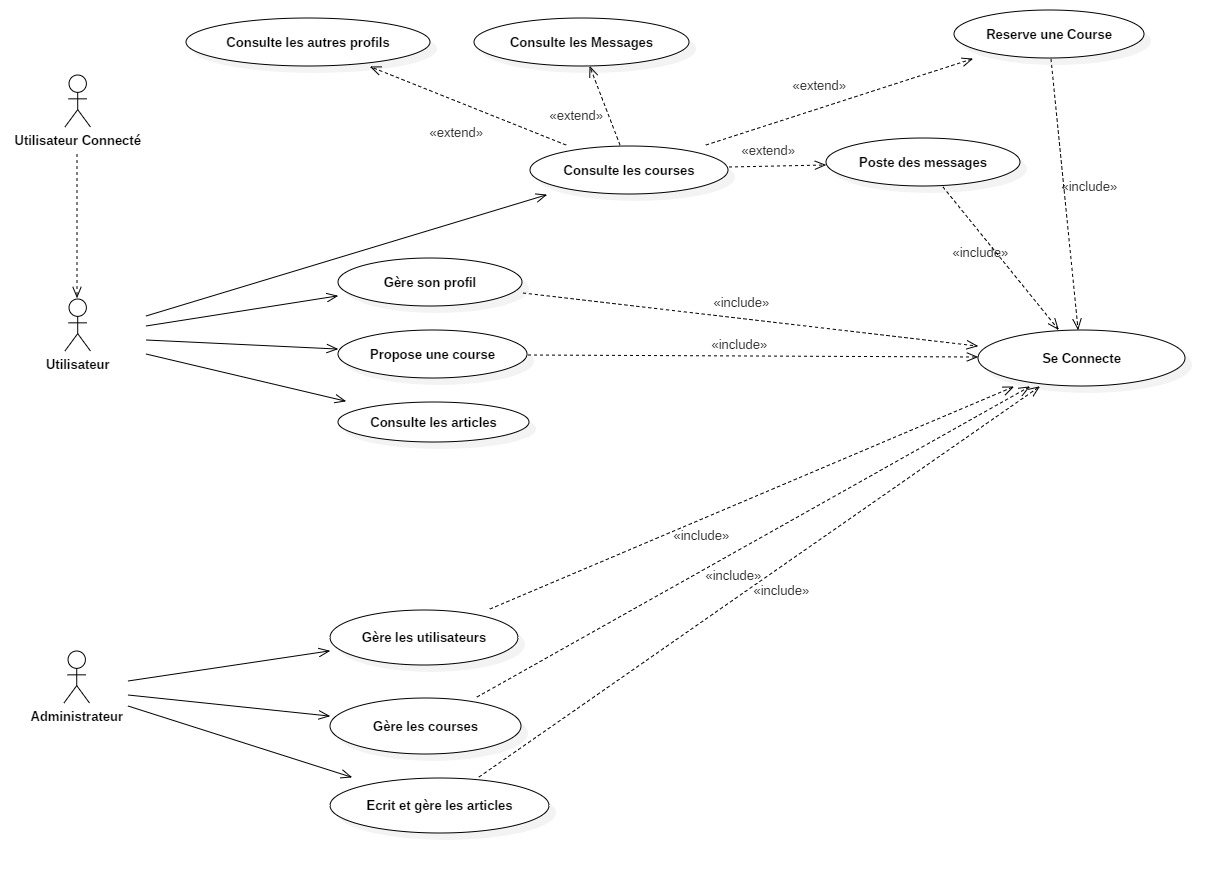 Consulte les autres profils
Consulte les Messages
Reserve une Course
«extend»
«extend»
«extend»
Utilisateur Connecté
«extend»
Consulte les courses
Poste des messages
«include»
«include»
Gère son profil
«include»
Utilisateur
Propose une course
«include»
Se Connecte
Consulte les articles
«include»
«include»
«include»
Gère les utilisateurs
Administrateur
Gère les courses
Ecrit et gère les articles